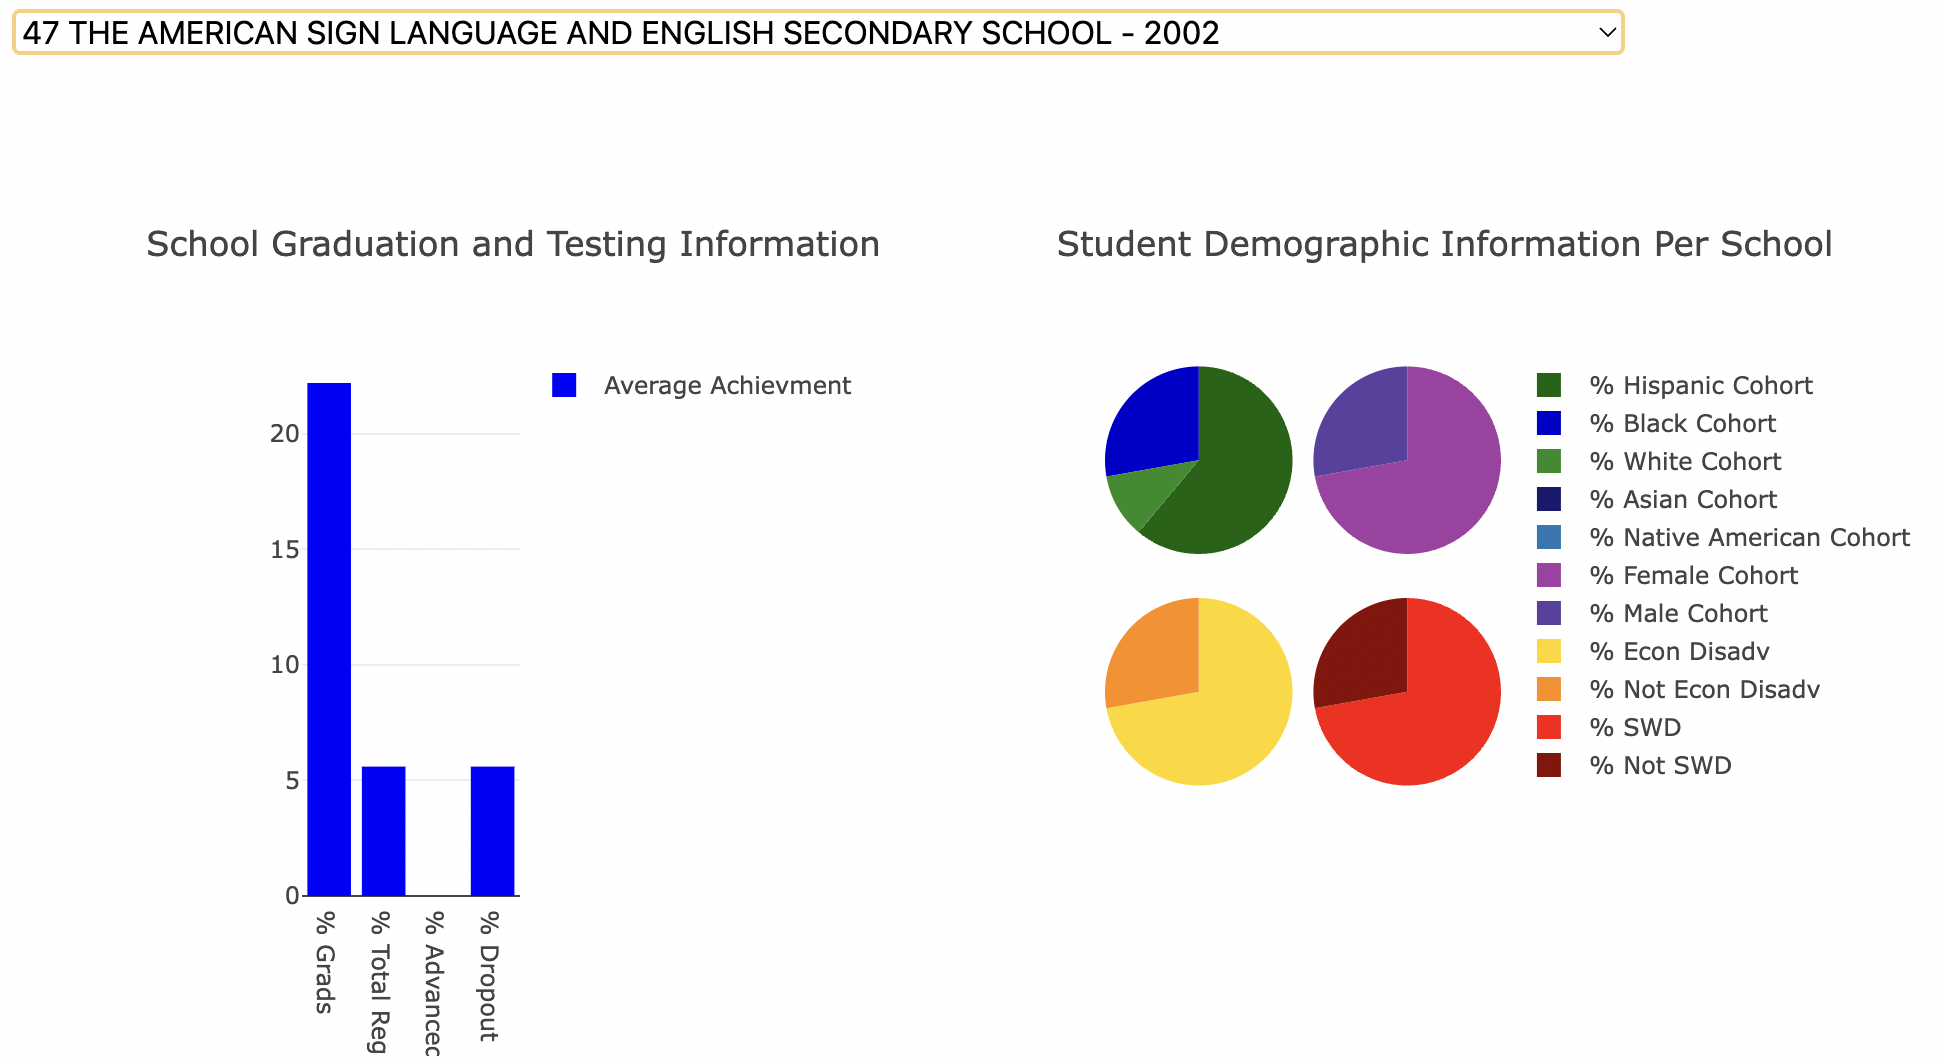 47 THE AMERICAN SIGN LANGUAGE AND ENGLISH SECONDARY SCHOOL - 2002
School Graduation and Testing Information
Average Achievment
20
15
10
5
0
% Grads
% Total Reg
% Advanced
% Dropout
Student Demographic Information Per School
% Hispanic Cohort
% Black Cohort
% White Cohort
% Asian Cohort
% Native American Cohort
% Female Cohort
% Male Cohort
% Econ Disadv
% Not Econ Disadv
% SWD
% Not SWD